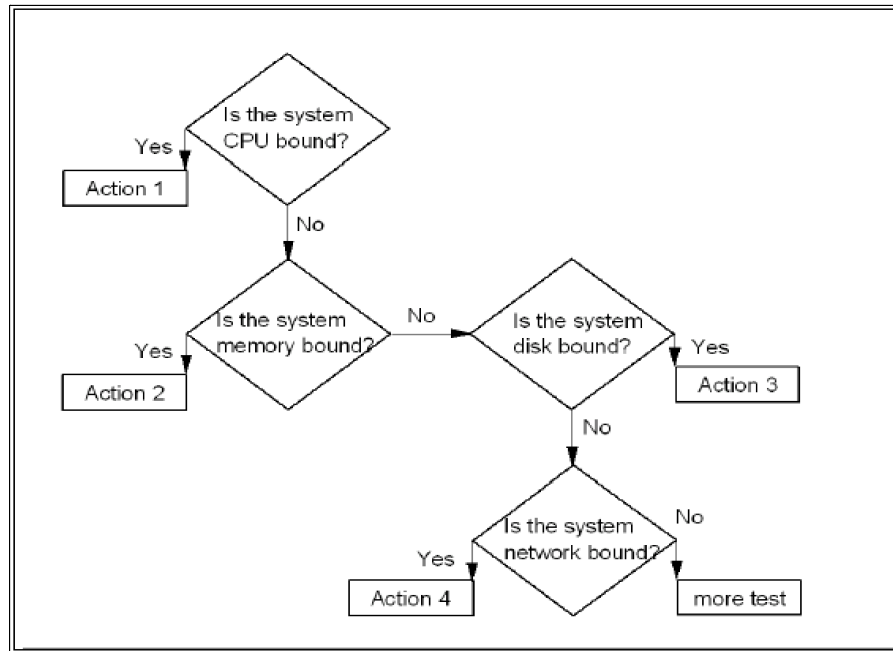 Is the system
CPU bound?
Yes
Action 1
No
Is the system
memory bound?
No
Yes
Action 2
Is the system
disk bound?
Yes
Action 3
No
Is the system
network bound?
No
Yes
Action 4
more test